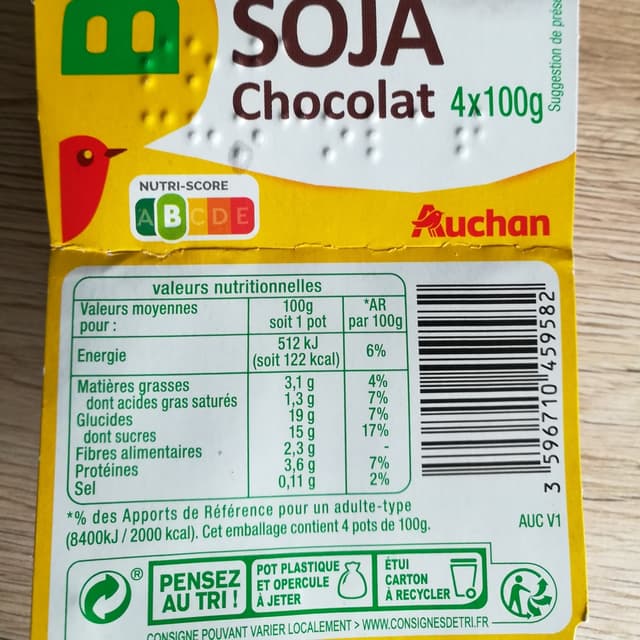 B
SOJA
Chocolat 4x100g
Suggestion de prés
NUTRI-SCORE
A B C D E
Auchan
valeurs nutritionnelles
Valeurs moyennes pour : 100g soit 1 pot *AR par 100g
Energie 512 kJ (soit 122 kcal) 6%
Matières grasses 3,1 g 4%
dont acides gras saturés 1,3 g 7%
Glucides 19 g 7%
dont sucres 15 g 17%
Fibres alimentaires 2,3 g -
Protéines 3,6 g 7%
Sel 0,11 g 2%
*% des Apports de Référence pour un adulte-type
(8400kJ / 2000 kcal). Cet emballage contient 4 pots de 100g.
3 596710 459582
AUC V1
®
PENSEZ
AU TRI !
POT PLASTIQUE
ET OPERCULE
À JETER
ÉTUI
CARTON
À RECYCLER
CONSIGNE POUVANT VARIER LOCALEMENT > WWW.CONSIGNESDETRI.FR